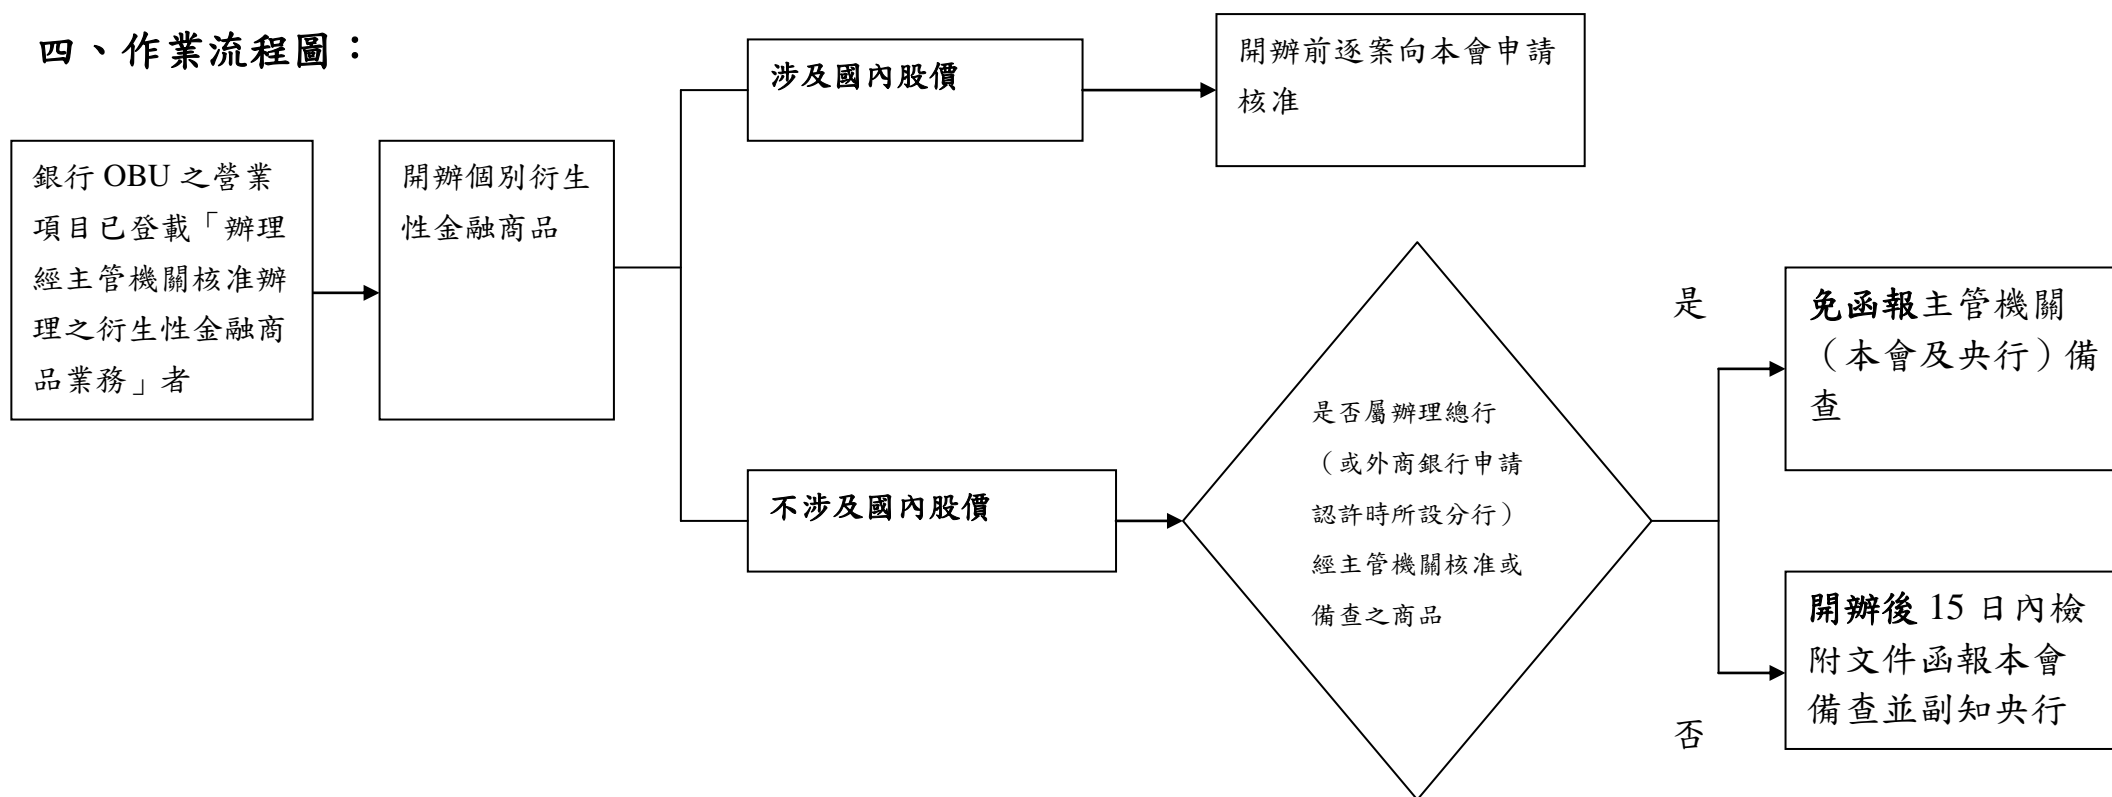 四、作業流程圖：
銀行 OBU 之營業
項目已登載「辦理
經主管機關核准辦
理之衍生性金融商
品業務」者
開辦個別衍生
性金融商品
涉及國內股價
開辦前逐案向本會申請
核准
不涉及國內股價
是否屬辦理總行
（或外商銀行申請
認許時所設分行）
經主管機關核准或
備查之商品
是
免函報主管機關
（本會及央行）備
查
否
開辦後 15 日內檢
附文件函報本會
備查並副知央行